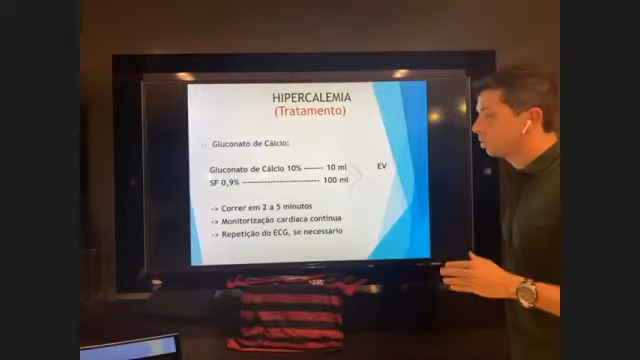 HIPERCALEMIA
(Tratamento)
Gluconato de Cálcio:
Gluconato de Cálcio 10% ------- 10 ml
EV
SF 0,9% ---------------------------- 100 ml
-> Correr em 2 a 5 minutos
-> Monitorização cardíaca contínua
-> Repetição do ECG, se necessário